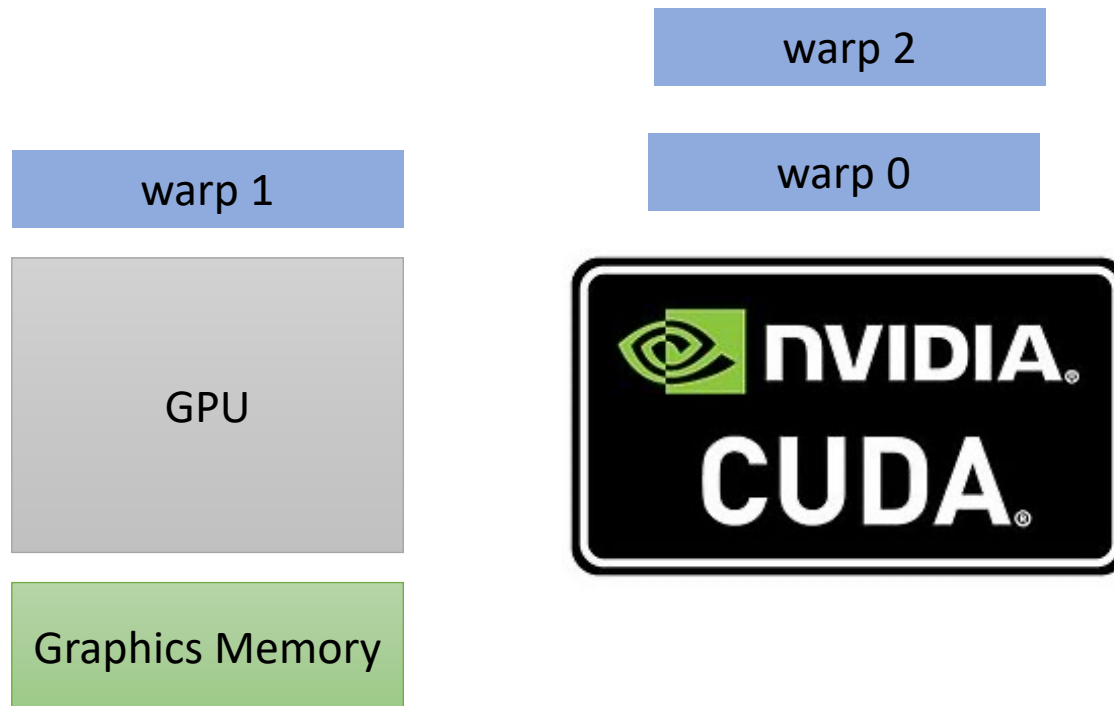 warp 2
warp 1
warp 0
GPU
NVIDIA®
CUDA®
Graphics Memory